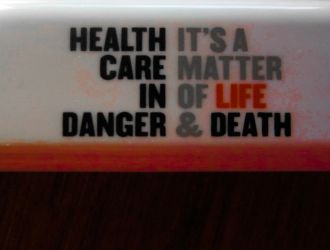 HEALTH IT'S A
CARE MATTER
IN OF LIFE
DANGER & DEATH